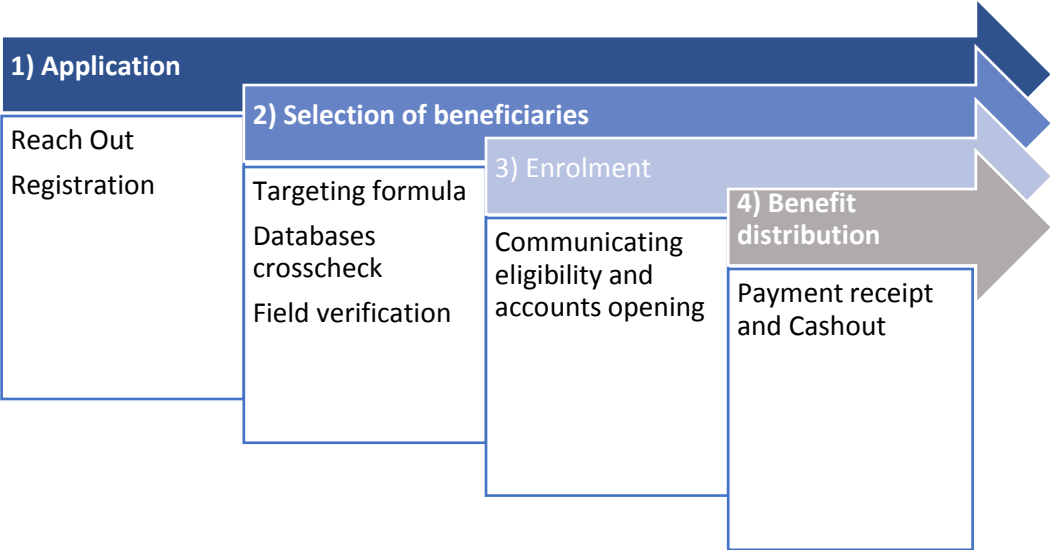 1) Application
Reach Out
Registration
2) Selection of beneficiaries
Targeting formula
Databases
crosscheck
Field verification
3) Enrolment
Communicating
eligibility and
accounts opening
4) Benefit
distribution
Payment receipt
and Cashout